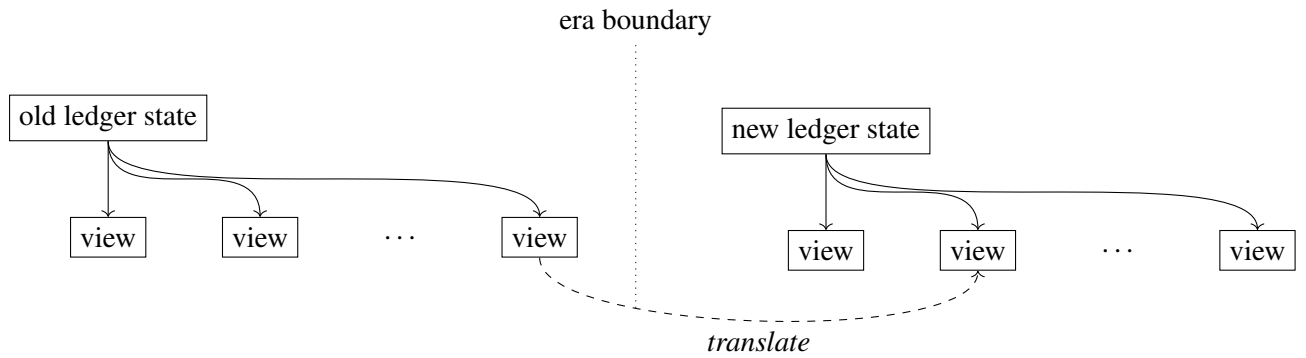 era boundary
old ledger state
new ledger state
view view ... view
view view ... view
translate